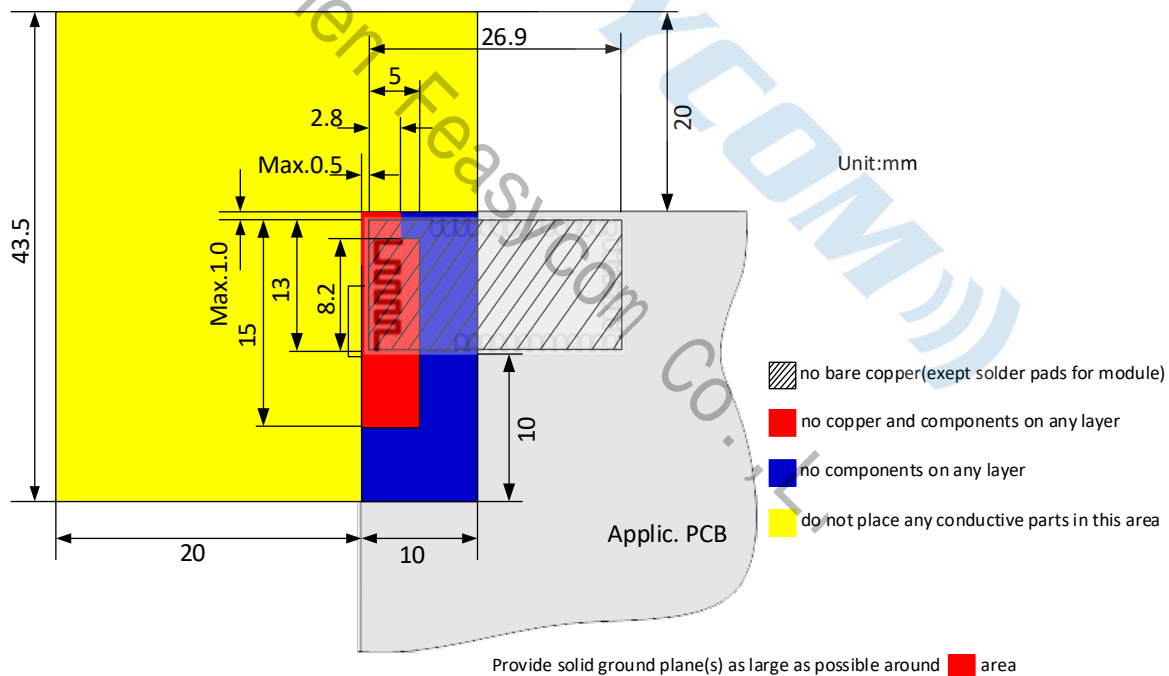 26.9
5
2.8
Max.0.5
20
Unit:mm
43.5
Max.1.0
15
13
8.2
10
no bare copper(exept solder pads for module)
no copper and components on any layer
no components on any layer
do not place any conductive parts in this area
Applic. PCB
20
10
Provide solid ground plane(s) as large as possible around area
Feasycom Co.,
YCOM